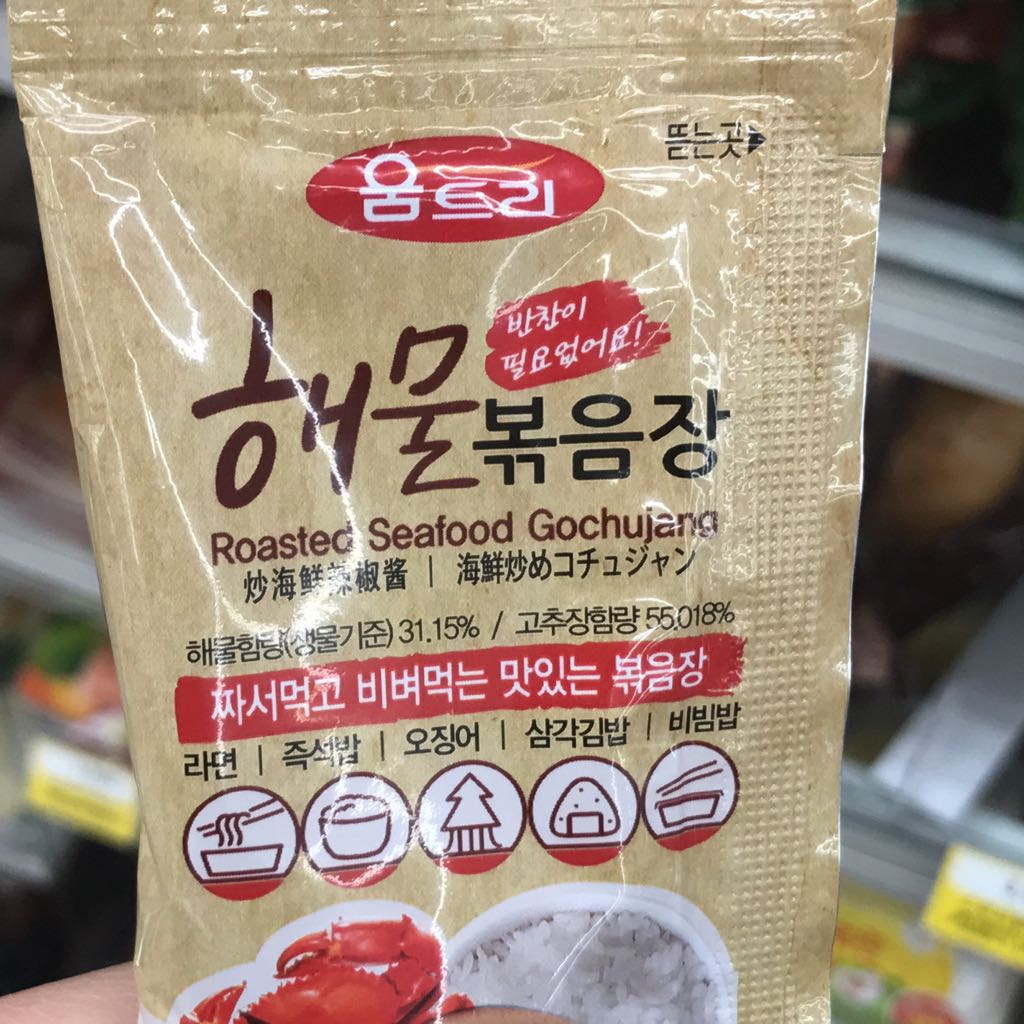 뜯는곳▶
움트리
반찬이
필요없어요!
해물볶음장
Roasted Seafood Gochujang
炒海鲜辣椒酱 | 海鮮炒めコチュジャン
해물함량(생물기준) 31.15% / 고추장함량 55.018%
짜서먹고 비벼먹는 맛있는 볶음장
라면 | 즉석밥 | 오징어 | 삼각김밥 | 비빔밥